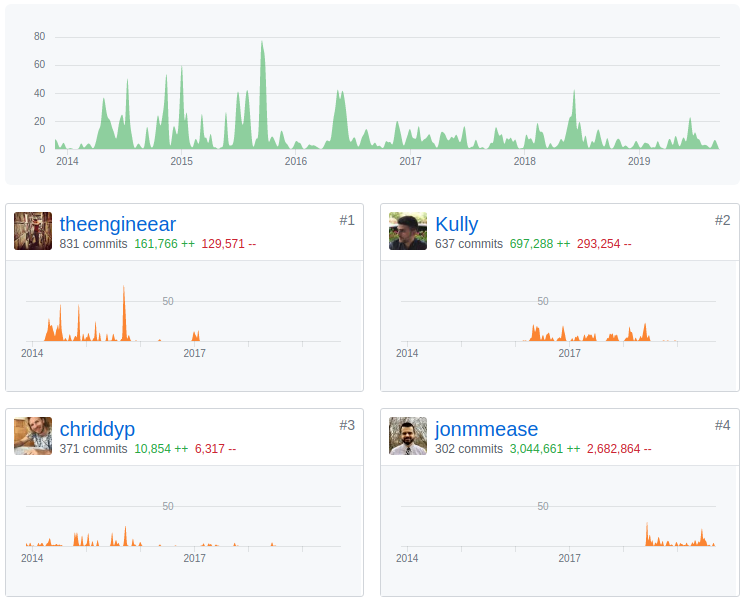 80
60
40
20
0
2014 2015 2016 2017 2018 2019
theengineear #1
831 commits 161,766 ++ 129,571 --
50
2014 2017
Kully #2
637 commits 697,288 ++ 293,254 --
50
2014 2017
chriddyp #3
371 commits 10,854 ++ 6,317 --
50
2014 2017
jonmmease #4
302 commits 3,044,661 ++ 2,682,864 --
50
2014 2017